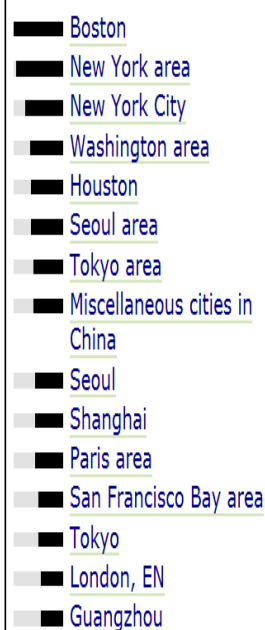 Boston
New York area
New York City
Washington area
Houston
Seoul area
Tokyo area
Miscellaneous cities in
China
Seoul
Shanghai
Paris area
San Francisco Bay area
Tokyo
London, EN
Guangzhou